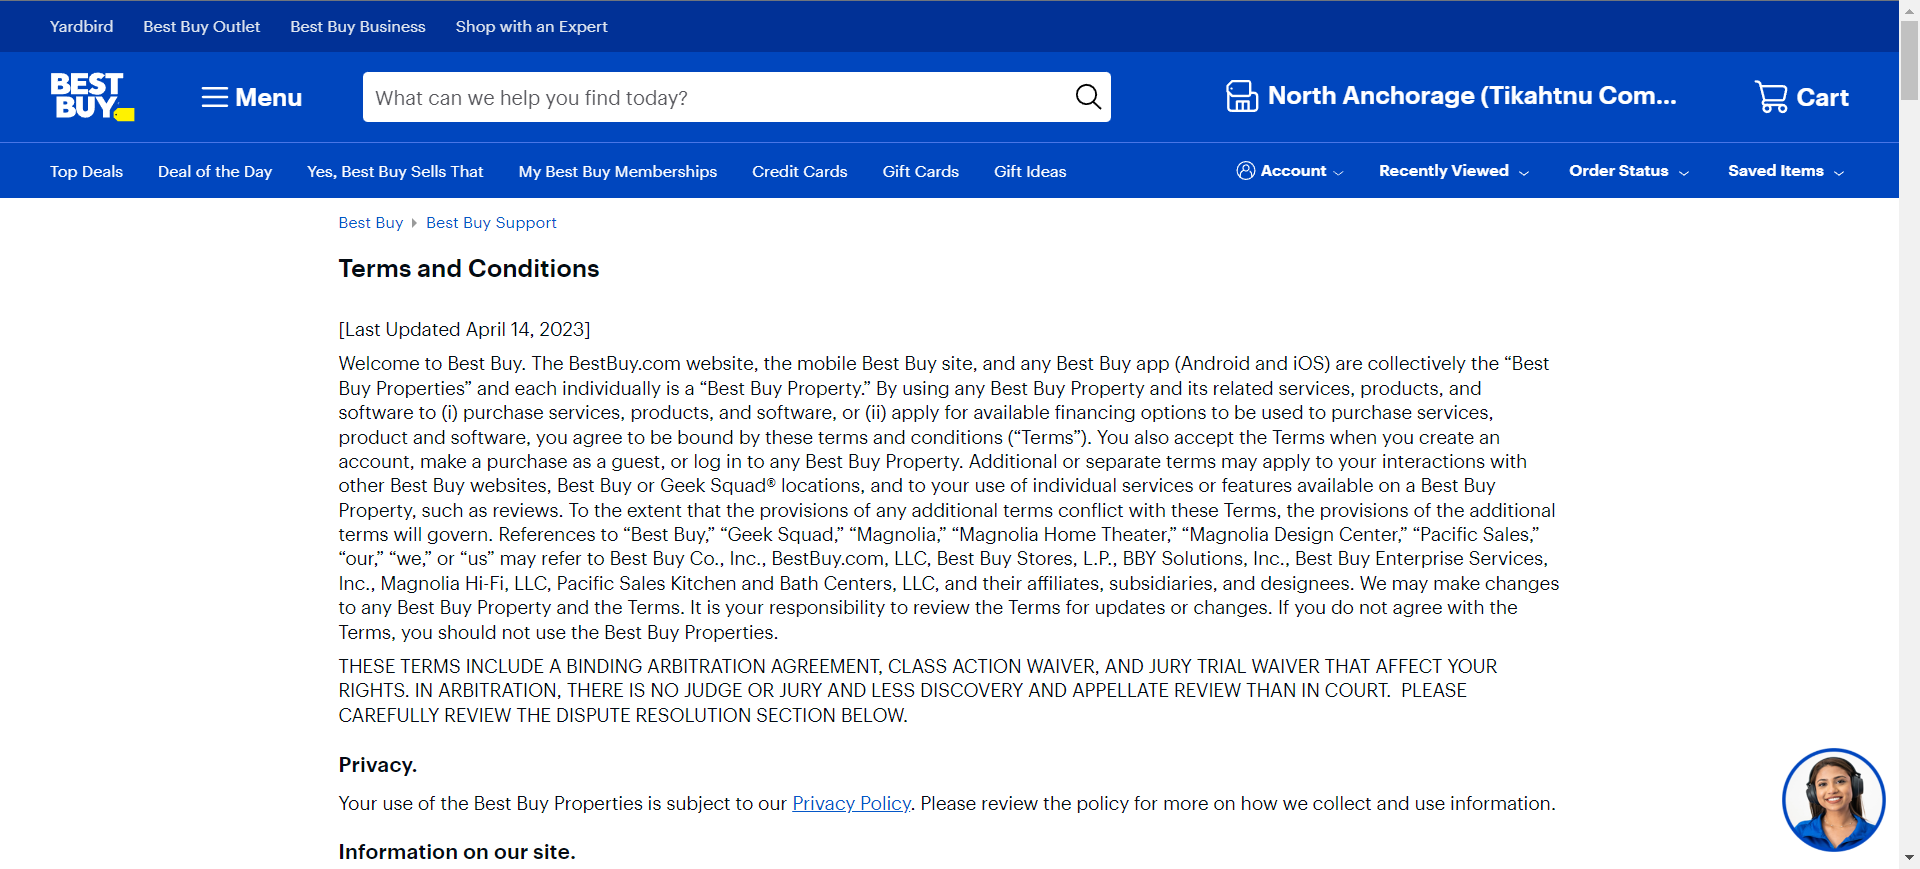 Yardbird Best Buy Outlet Best Buy Business Shop with an Expert
BEST BUY
Menu
What can we help you find today?
North Anchorage (Tikahtnu Com...
Cart
Top Deals Deal of the Day Yes, Best Buy Sells That My Best Buy Memberships Credit Cards Gift Cards Gift Ideas Account Recently Viewed Order Status Saved Items
Best Buy Best Buy Support
Terms and Conditions
[Last Updated April 14, 2023]
Welcome to Best Buy. The BestBuy.com website, the mobile Best Buy site, and any Best Buy app (Android and iOS) are collectively the “Best
Buy Properties” and each individually is a “Best Buy Property.” By using any Best Buy Property and its related services, products, and
software to (i) purchase services, products, and software, or (ii) apply for available financing options to be used to purchase services,
product and software, you agree to be bound by these terms and conditions (“Terms”). You also accept the Terms when you create an
account, make a purchase as a guest, or log in to any Best Buy Property. Additional or separate terms may apply to your interactions with
other Best Buy websites, Best Buy or Geek Squad® locations, and to your use of individual services or features available on a Best Buy
Property, such as reviews. To the extent that the provisions of any additional terms conflict with these Terms, the provisions of the additional
terms will govern. References to “Best Buy,” “Geek Squad,” “Magnolia,” “Magnolia Home Theater,” “Magnolia Design Center,” “Pacific Sales,”
“our,” “we,” or “us” may refer to Best Buy Co., Inc., BestBuy.com, LLC, Best Buy Stores, L.P., BBY Solutions, Inc., Best Buy Enterprise Services,
Inc., Magnolia Hi-Fi, LLC, Pacific Sales Kitchen and Bath Centers, LLC, and their affiliates, subsidiaries, and designees. We may make changes
to any Best Buy Property and the Terms. It is your responsibility to review the Terms for updates or changes. If you do not agree with the
Terms, you should not use the Best Buy Properties.
THESE TERMS INCLUDE A BINDING ARBITRATION AGREEMENT, CLASS ACTION WAIVER, AND JURY TRIAL WAIVER THAT AFFECT YOUR
RIGHTS. IN ARBITRATION, THERE IS NO JUDGE OR JURY AND LESS DISCOVERY AND APPELLATE REVIEW THAN IN COURT.  PLEASE
CAREFULLY REVIEW THE DISPUTE RESOLUTION SECTION BELOW.
Privacy.
Your use of the Best Buy Properties is subject to our Privacy Policy. Please review the policy for more on how we collect and use information.
Information on our site.